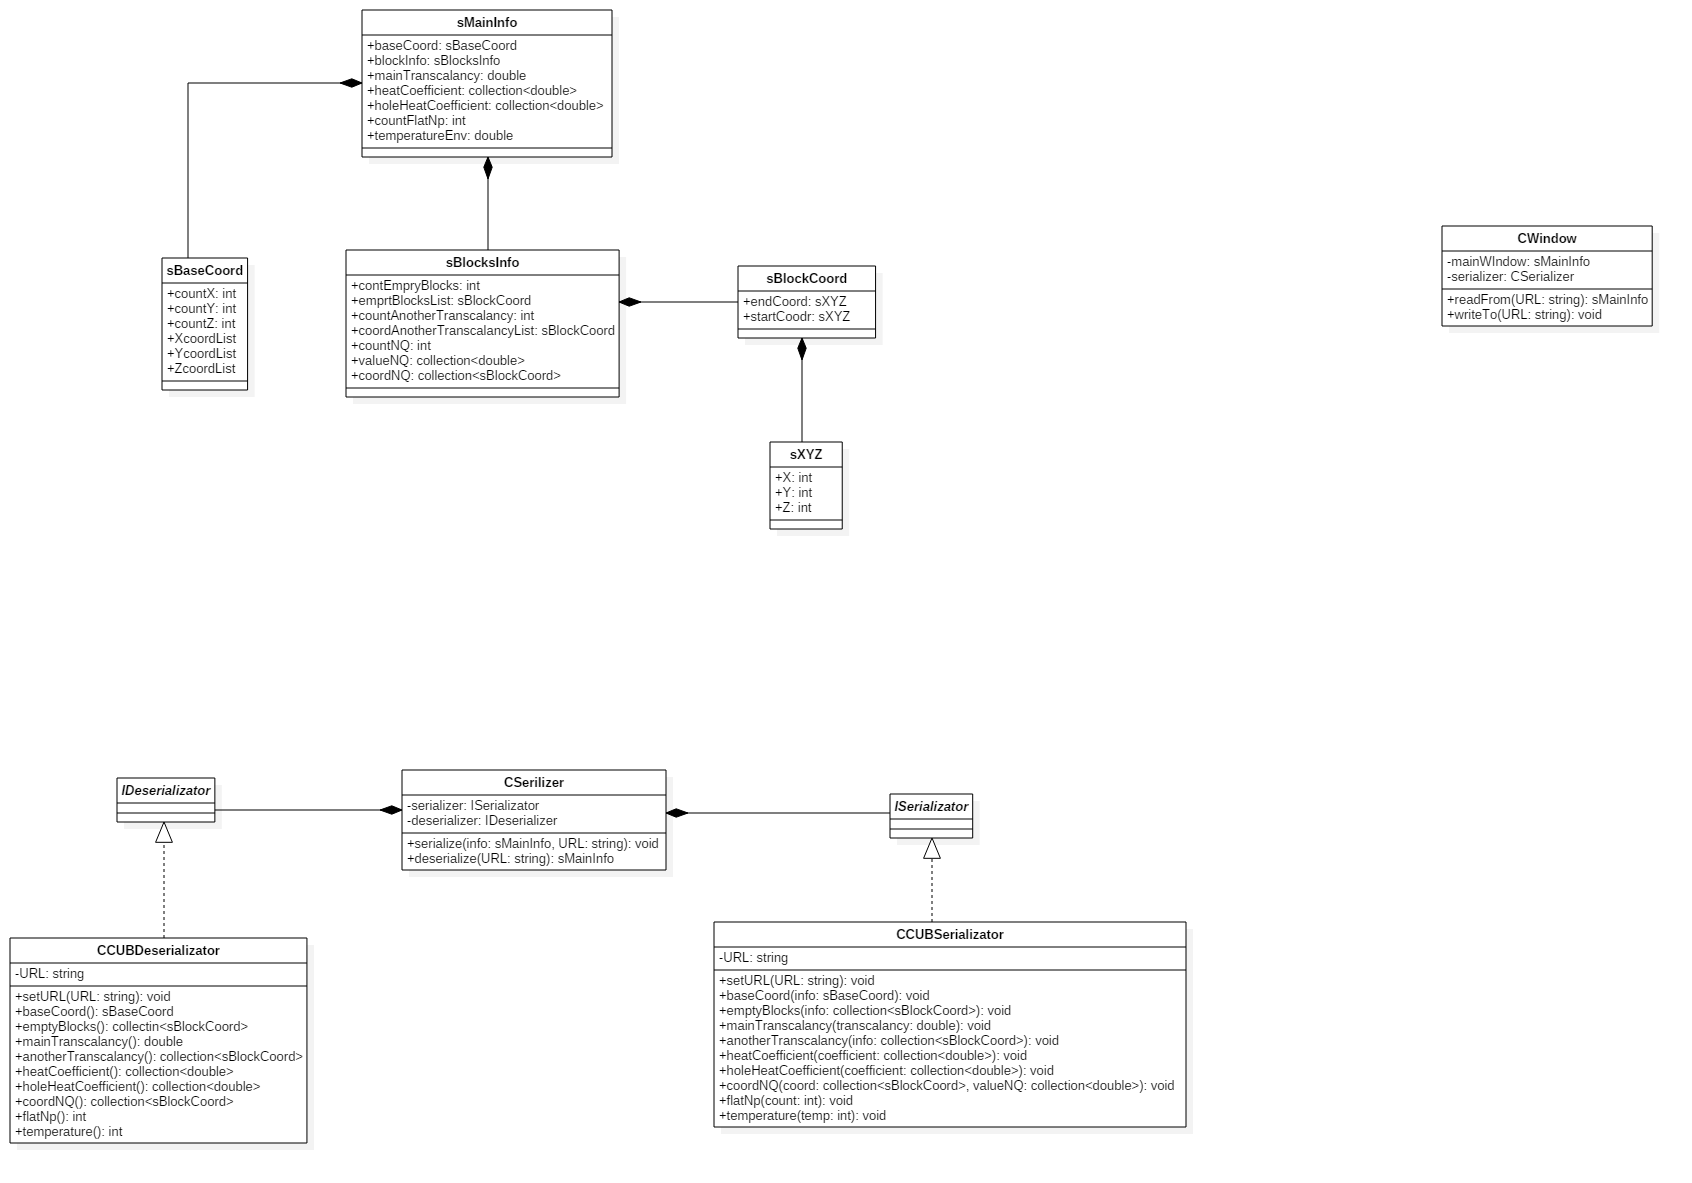 sMainInfo
+baseCoord: sBaseCoord
+blockInfo: sBlocksInfo
+mainTranscalancy: double
+heatCoefficient: collection<double>
+holeHeatCoefficient: collection<double>
+countFlatNp: int
+temperatureEnv: double
sBaseCoord
+countX: int
+countY: int
+countZ: int
+XcoordList
+YcoordList
+ZcoordList
sBlocksInfo
+contEmpryBlocks: int
+emprtBlocksList: sBlockCoord
+countAnotherTranscalancy: int
+coordAnotherTranscalancyList: sBlockCoord
+countNQ: int
+valueNQ: collection<double>
+coordNQ: collection<sBlockCoord>
sBlockCoord
+endCoord: sXYZ
+startCoodr: sXYZ
sXYZ
+X: int
+Y: int
+Z: int
CWindow
-mainWIndow: sMainInfo
-serializer: CSerializer
+readFrom(URL: string): sMainInfo
+writeTo(URL: string): void
IDeserializator
CSerilizer
-serializer: ISerializator
-deserializer: IDeserializer
+serialize(info: sMainInfo, URL: string): void
+deserialize(URL: string): sMainInfo
ISerializator
CCUBDeserializator
-URL: string
+setURL(URL: string): void
+baseCoord(): sBaseCoord
+emptyBlocks(): collectin<sBlockCoord>
+mainTranscalancy(): double
+anotherTranscalancy(): collection<sBlockCoord>
+heatCoefficient(): collection<double>
+holeHeatCoefficient(): collection<double>
+coordNQ(): collection<sBlockCoord>
+flatNp(): int
+temperature(): int
CCUBSerializator
-URL: string
+setURL(URL: string): void
+baseCoord(info: sBaseCoord): void
+emptyBlocks(info: collection<sBlockCoord>): void
+mainTranscalancy(transcalancy: double): void
+anotherTranscalancy(info: collection<sBlockCoord>): void
+heatCoefficient(coefficient: collection<double>): void
+holeHeatCoefficient(coefficient: collection<double>): void
+coordNQ(coord: collection<sBlockCoord>, valueNQ: collection<double>): void
+flatNp(count: int): void
+temperature(temp: int): void